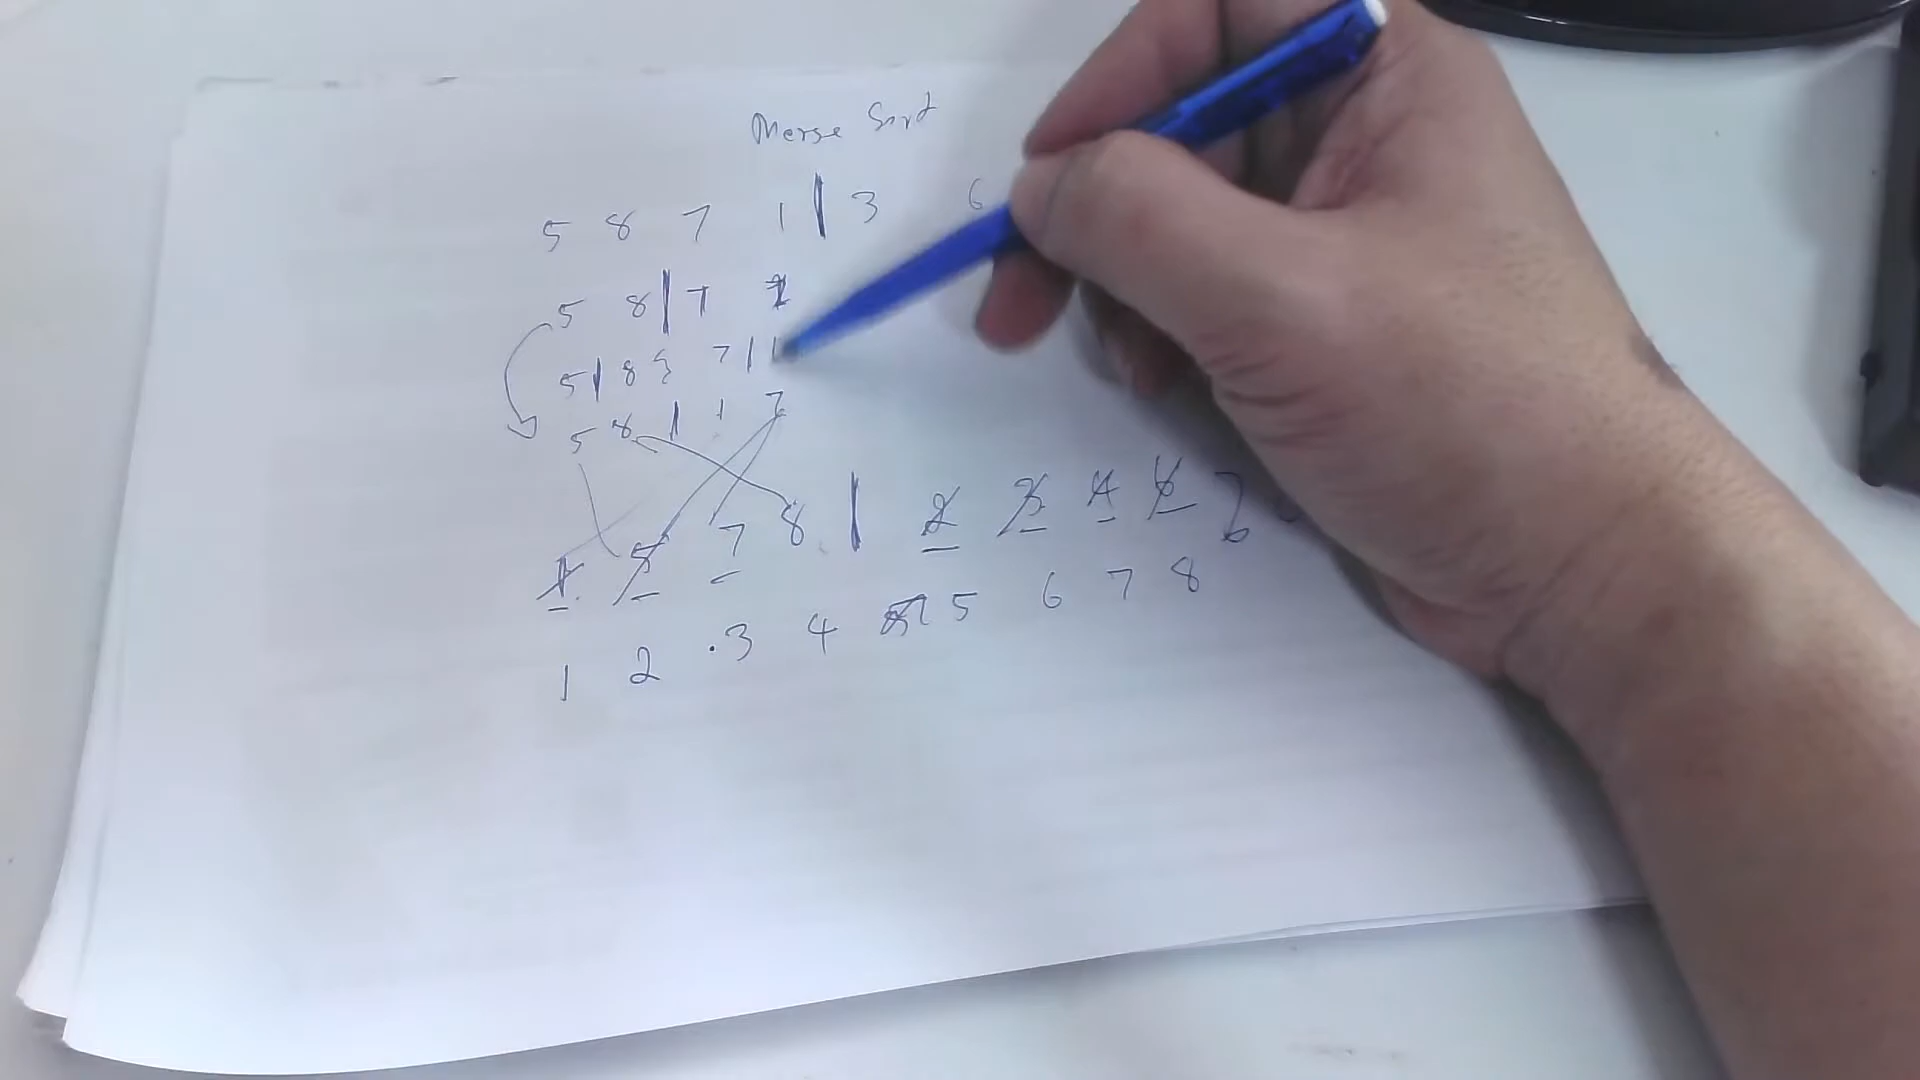 Merge Sort
5 8 7 1 | 3 6
5 8 | 7 1
5 | 8 7 | 1
5 8 | 1 7
1 5 7 8 | 2 3 4 6
1 2 3 4 5 6 7 8